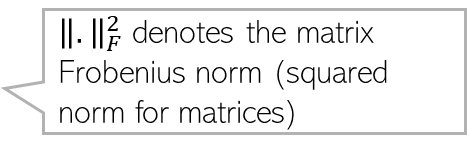 ‖.‖²_F denotes the matrix
Frobenius norm (squared
norm for matrices)